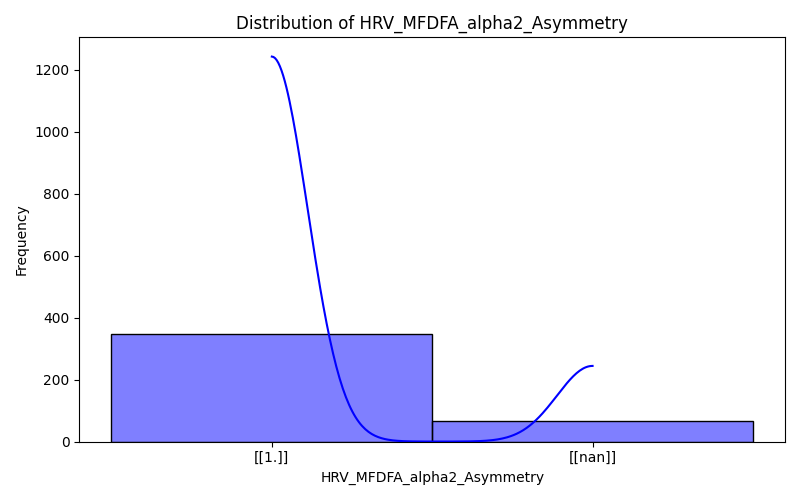 Distribution of HRV_MFDFA_alpha2_Asymmetry
1200
1000
800
600
400
200
0
Frequency
[[1.]]
[[nan]]
HRV_MFDFA_alpha2_Asymmetry